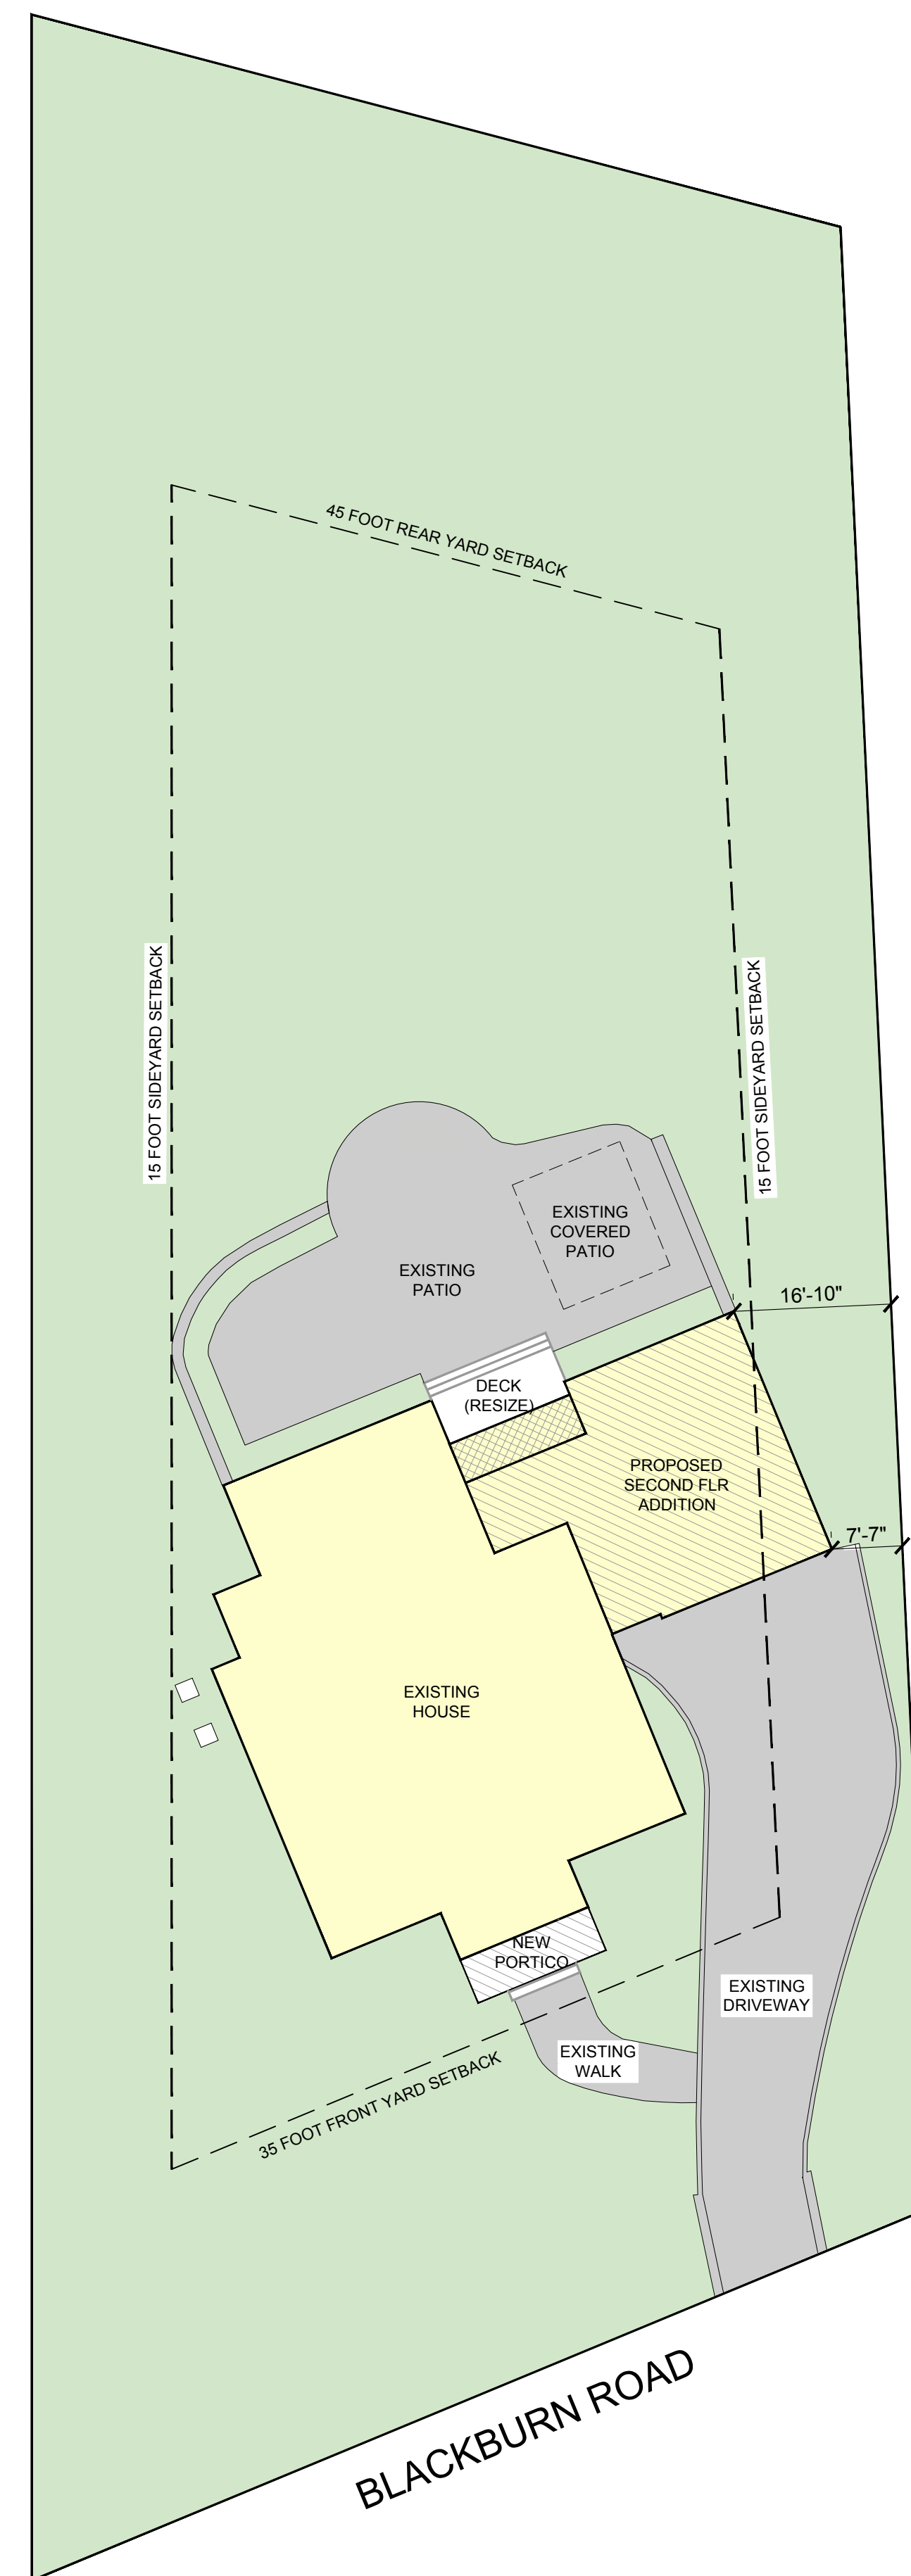 45 FOOT REAR YARD SETBACK
15 FOOT SIDEYARD SETBACK
15 FOOT SIDEYARD SETBACK
EXISTING
COVERED
PATIO
EXISTING
PATIO
16'-10"
DECK
(RESIZE)
PROPOSED
SECOND FLR
ADDITION
7'-7"
EXISTING
HOUSE
NEW
PORTICO
EXISTING
DRIVEWAY
EXISTING
WALK
35 FOOT FRONT YARD SETBACK
BLACKBURN ROAD